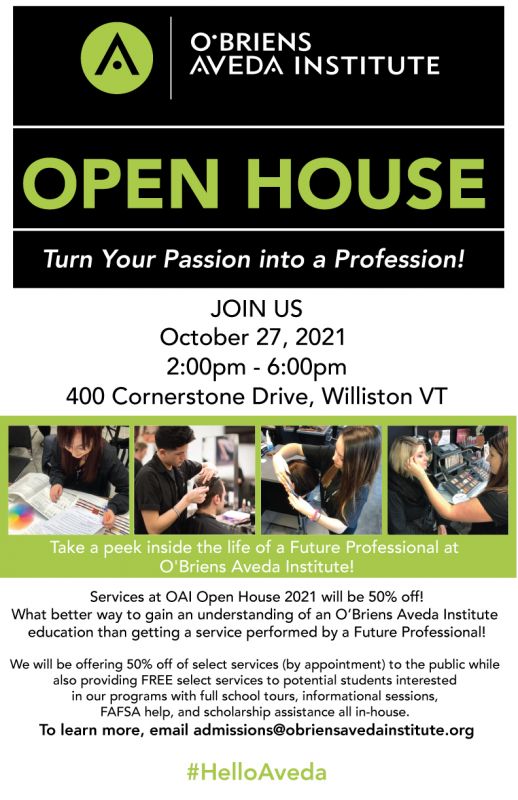 O'BRIENS
AVEDA INSTITUTE
OPEN HOUSE
Turn Your Passion into a Profession!
JOIN US
October 27, 2021
2:00pm - 6:00pm
400 Cornerstone Drive, Williston VT
Take a peek inside the life of a Future Professional at
O'Briens Aveda Institute!
Services at OAI Open House 2021 will be 50% off!
What better way to gain an understanding of an O’Briens Aveda Institute
education than getting a service performed by a Future Professional!
We will be offering 50% off of select services (by appointment) to the public while
also providing FREE select services to potential students interested
in our programs with full school tours, informational sessions,
FAFSA help, and scholarship assistance all in-house.
To learn more, email admissions@obriensavedainstitute.org
#HelloAveda